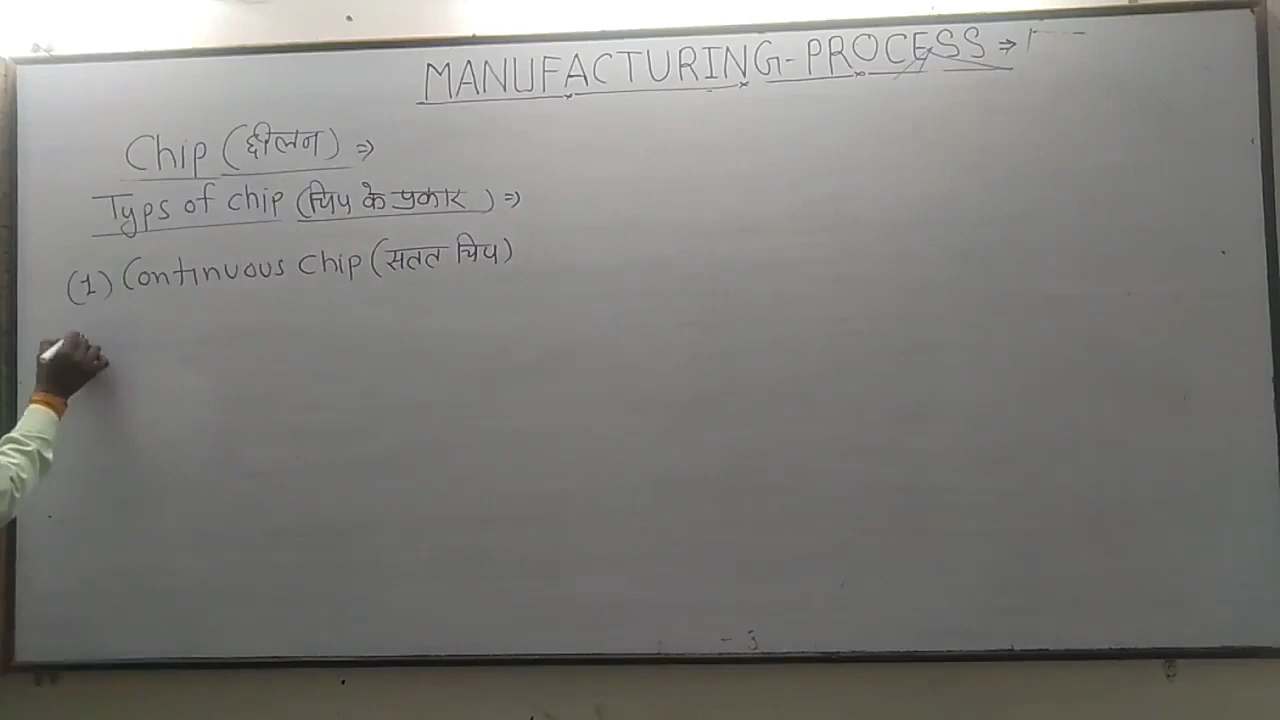 MANUFACTURING-PROCESS ⇒
Chip (छीलन) ⇒
Typs of chip (चिप के प्रकार) ⇒
(1) Continuous Chip (सतत चिप)